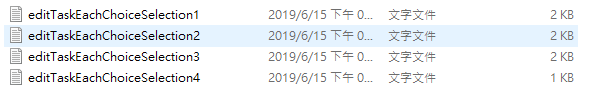 editTaskEachChoiceSelection1 2019/6/15 下午 0... 文字文件 2 KB
editTaskEachChoiceSelection2 2019/6/15 下午 0... 文字文件 2 KB
editTaskEachChoiceSelection3 2019/6/15 下午 0... 文字文件 2 KB
editTaskEachChoiceSelection4 2019/6/15 下午 0... 文字文件 1 KB